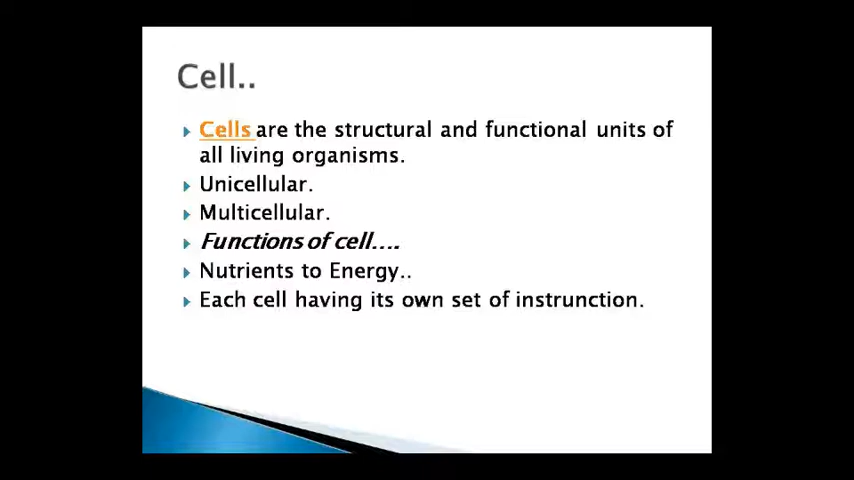 Cell..
Cells are the structural and functional units of
all living organisms.
Unicellular.
Multicellular.
Functions of cell....
Nutrients to Energy..
Each cell having its own set of instrunction.